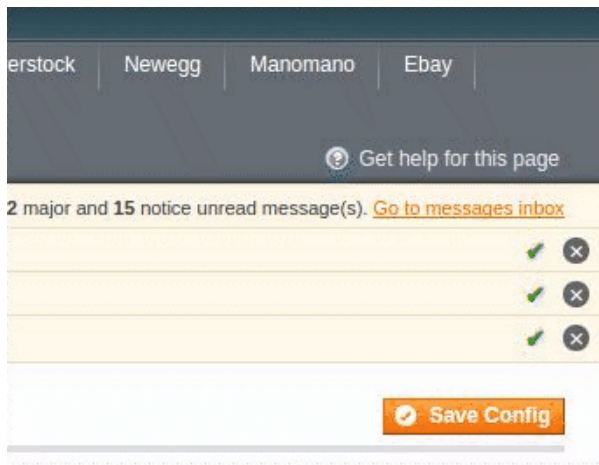 erstock Newegg Manomano Ebay
Get help for this page
2 major and 15 notice unread message(s). Go to messages inbox
Save Config